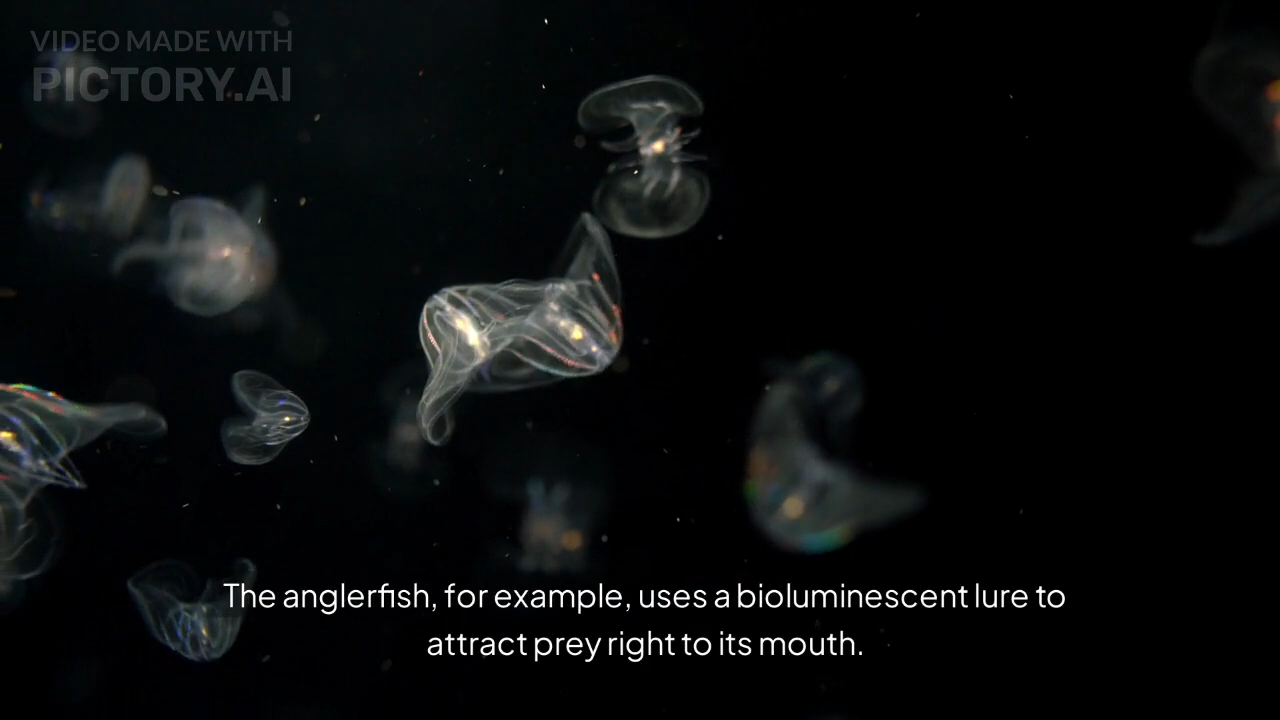 VIDEO MADE WITH
PICTORY.AI
The anglerfish, for example, uses a bioluminescent lure to
attract prey right to its mouth.